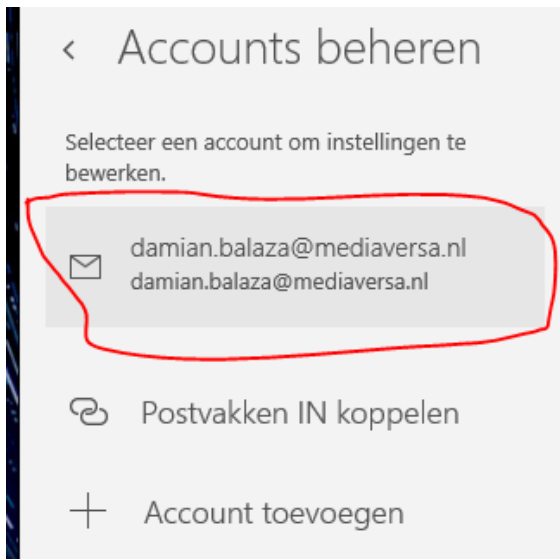 Accounts beheren
Selecteer een account om instellingen te
bewerken.
damian.balaza@mediaversa.nl
damian.balaza@mediaversa.nl
Postvakken IN koppelen
Account toevoegen